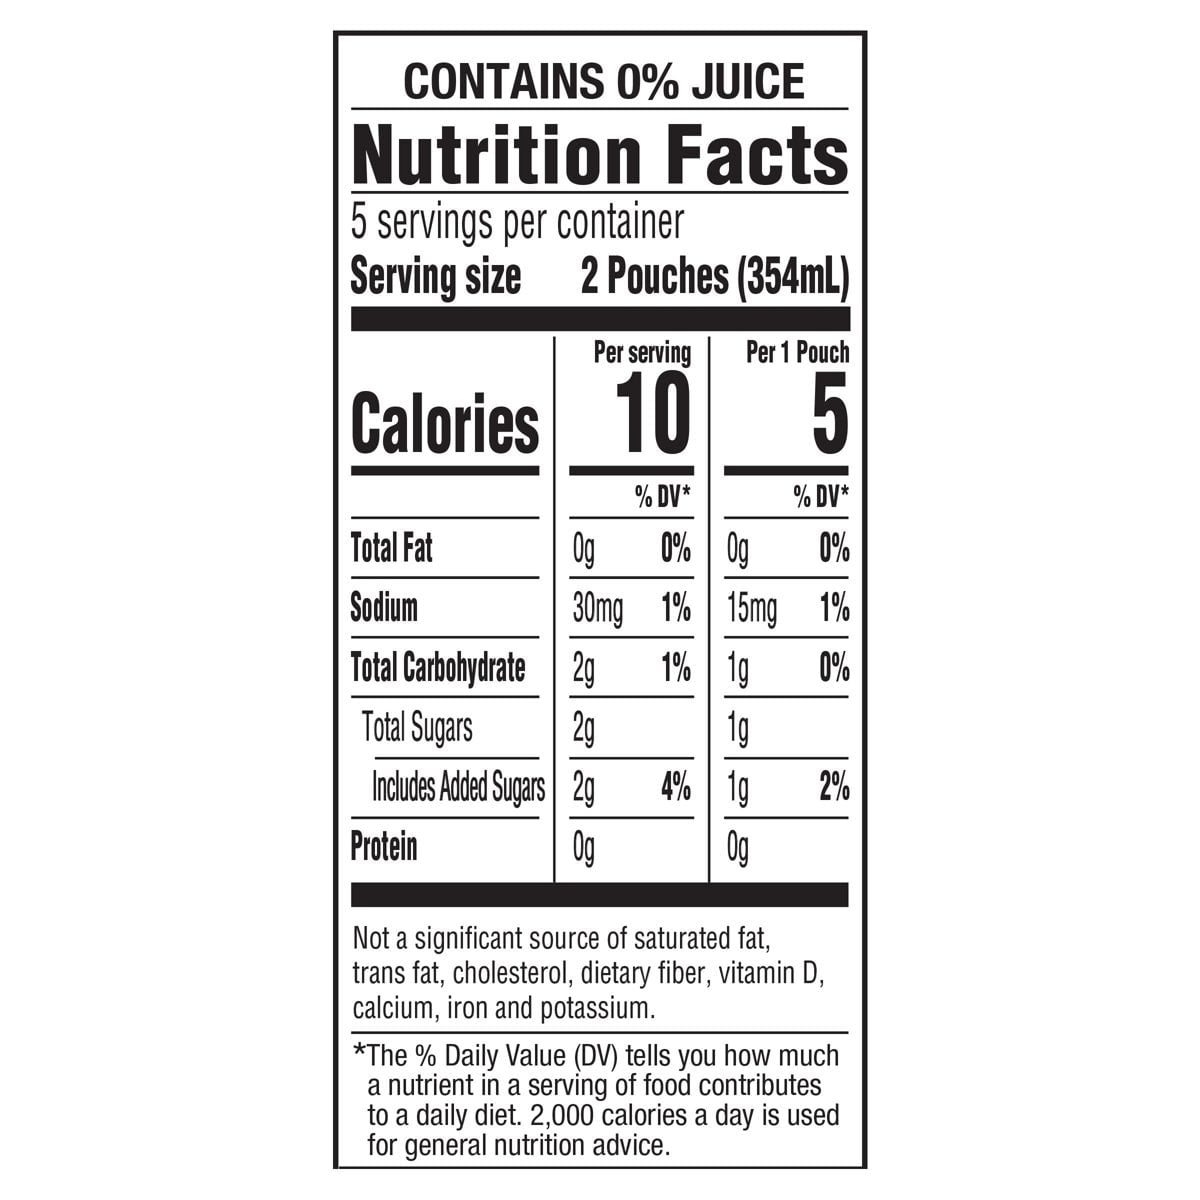 CONTAINS 0% JUICE
Nutrition Facts
5 servings per container
Serving size 2 Pouches (354mL)
Per serving Per 1 Pouch
Calories 10 5
% DV* % DV*
Total Fat 0g 0% 0g 0%
Sodium 30mg 1% 15mg 1%
Total Carbohydrate 2g 1% 1g 0%
Total Sugars 2g 1g
Includes Added Sugars 2g 4% 1g 2%
Protein 0g 0g
Not a significant source of saturated fat,
trans fat, cholesterol, dietary fiber, vitamin D,
calcium, iron and potassium.
*The % Daily Value (DV) tells you how much
a nutrient in a serving of food contributes
to a daily diet. 2,000 calories a day is used
for general nutrition advice.